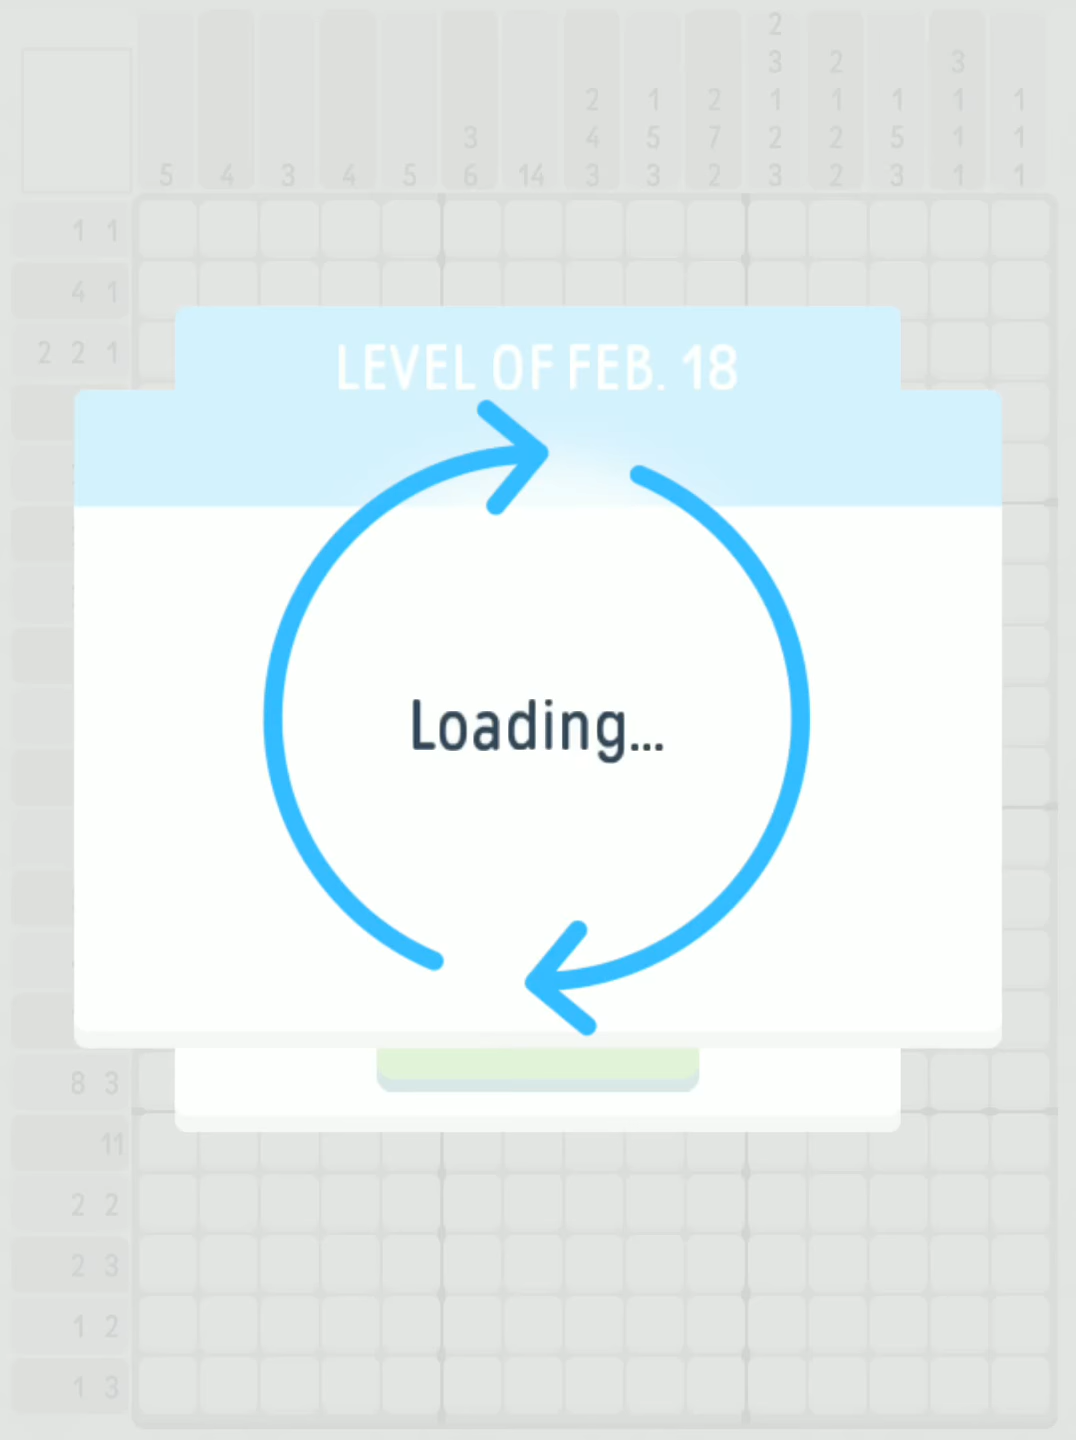 2
3 2 3
2 1 2 1 2 1 1 1 1
3 4 5 7 2 2 5 1 1
5 4 3 4 5 6 14 3 3 2 3 2 3 1 1
1 1
4 1
2 2 1
LEVEL OF FEB. 18
Loading...
8 3
11
2 2
2 3
1 2
1 3